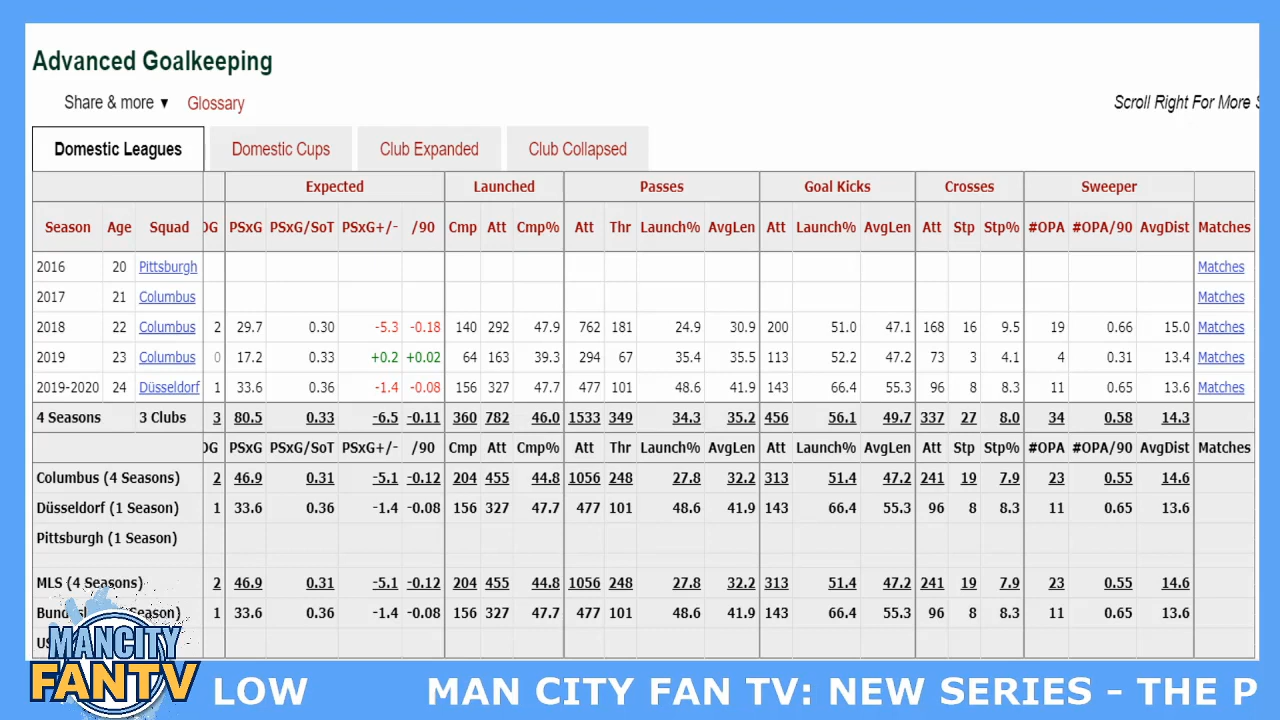 Advanced Goalkeeping
Share & more ▼ Glossary
Scroll Right For More S
Domestic Leagues Domestic Cups Club Expanded Club Collapsed
Expected Launched Passes Goal Kicks Crosses Sweeper
Season Age Squad OG PSxG PSxG/SoT PSxG+/- /90 Cmp Att Cmp% Att Thr Launch% AvgLen Att Launch% AvgLen Att Stp Stp% #OPA #OPA/90 AvgDist Matches
2016 20 Pittsburgh Matches
2017 21 Columbus Matches
2018 22 Columbus 2 29.7 0.30 -5.3 -0.18 140 292 47.9 762 181 24.9 30.9 200 51.0 47.1 168 16 9.5 19 0.66 15.0 Matches
2019 23 Columbus 0 17.2 0.33 +0.2 +0.02 64 163 39.3 294 67 35.4 35.5 113 52.2 47.2 73 3 4.1 4 0.31 13.4 Matches
2019-2020 24 Düsseldorf 1 33.6 0.36 -1.4 -0.08 156 327 47.7 477 101 48.6 41.9 143 66.4 55.3 96 8 8.3 11 0.65 13.6 Matches
4 Seasons 3 Clubs 3 80.5 0.33 -6.5 -0.11 360 782 46.0 1533 349 34.3 35.2 456 56.1 49.7 337 27 8.0 34 0.58 14.3
OG PSxG PSxG/SoT PSxG+/- /90 Cmp Att Cmp% Att Thr Launch% AvgLen Att Launch% AvgLen Att Stp Stp% #OPA #OPA/90 AvgDist Matches
Columbus (4 Seasons) 2 46.9 0.31 -5.1 -0.12 204 455 44.8 1056 248 27.8 32.2 313 51.4 47.2 241 19 7.9 23 0.55 14.6
Düsseldorf (1 Season) 1 33.6 0.36 -1.4 -0.08 156 327 47.7 477 101 48.6 41.9 143 66.4 55.3 96 8 8.3 11 0.65 13.6
Pittsburgh (1 Season)
MLS (4 Seasons) 2 46.9 0.31 -5.1 -0.12 204 455 44.8 1056 248 27.8 32.2 313 51.4 47.2 241 19 7.9 23 0.55 14.6
Season) 1 33.6 0.36 -1.4 -0.08 156 327 47.7 477 101 48.6 41.9 143 66.4 55.3 96 8 8.3 11 0.65 13.6
MANCITY
FANTV
LOW MAN CITY FAN TV: NEW SERIES - THE P